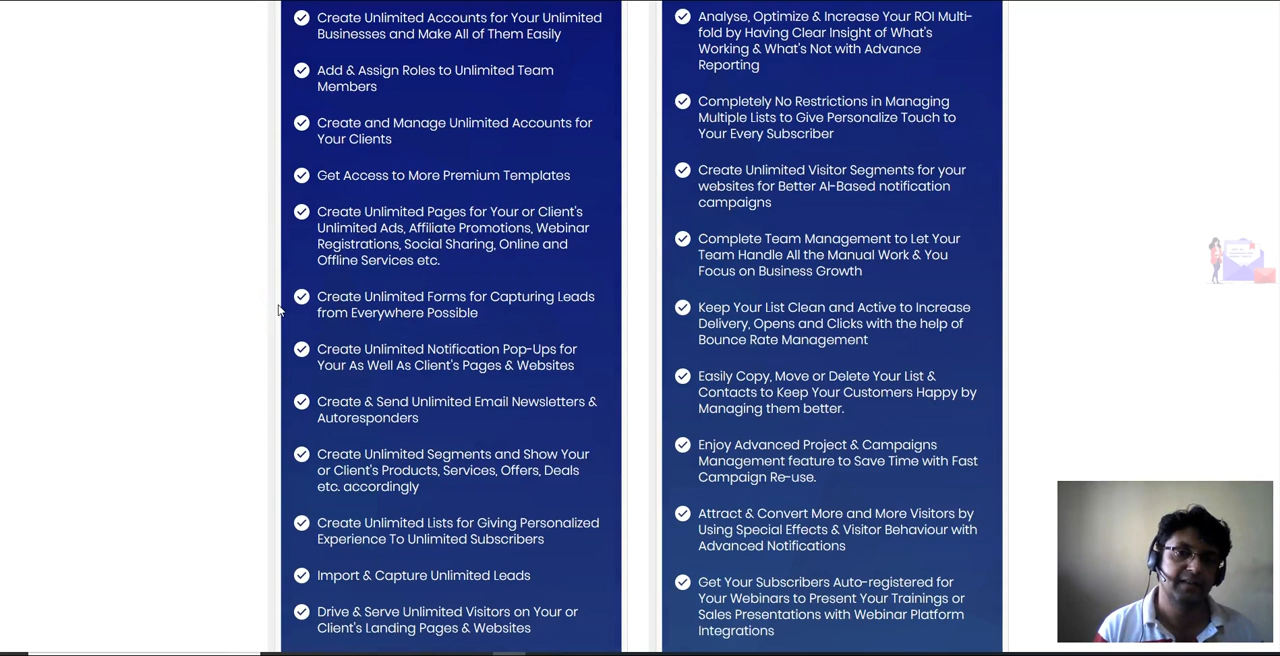 Create Unlimited Accounts for Your Unlimited
Businesses and Make All of Them Easily
Add & Assign Roles to Unlimited Team
Members
Create and Manage Unlimited Accounts for
Your Clients
Get Access to More Premium Templates
Create Unlimited Pages for Your or Client's
Unlimited Ads, Affiliate Promotions, Webinar
Registrations, Social Sharing, Online and
Offline Services etc.
Create Unlimited Forms for Capturing Leads
from Everywhere Possible
Create Unlimited Notification Pop-Ups for
Your As Well As Client's Pages & Websites
Create & Send Unlimited Email Newsletters &
Autoresponders
Create Unlimited Segments and Show Your
or Client's Products, Services, Offers, Deals
etc. accordingly
Create Unlimited Lists for Giving Personalized
Experience To Unlimited Subscribers
Import & Capture Unlimited Leads
Drive & Serve Unlimited Visitors on Your or
Client's Landing Pages & Websites
Analyse, Optimize & Increase Your ROI Multi-
fold by Having Clear Insight of What's
Working & What's Not with Advance
Reporting
Completely No Restrictions in Managing
Multiple Lists to Give Personalize Touch to
Your Every Subscriber
Create Unlimited Visitor Segments for your
websites for Better AI-Based notification
campaigns
Complete Team Management to Let Your
Team Handle All the Manual Work & You
Focus on Business Growth
Keep Your List Clean and Active to Increase
Delivery, Opens and Clicks with the help of
Bounce Rate Management
Easily Copy, Move or Delete Your List &
Contacts to Keep Your Customers Happy by
Managing them better.
Enjoy Advanced Project & Campaigns
Management feature to Save Time with Fast
Campaign Re-use.
Attract & Convert More and More Visitors by
Using Special Effects & Visitor Behaviour with
Advanced Notifications
Get Your Subscribers Auto-registered for
Your Webinars to Present Your Trainings or
Sales Presentations with Webinar Platform
Integrations